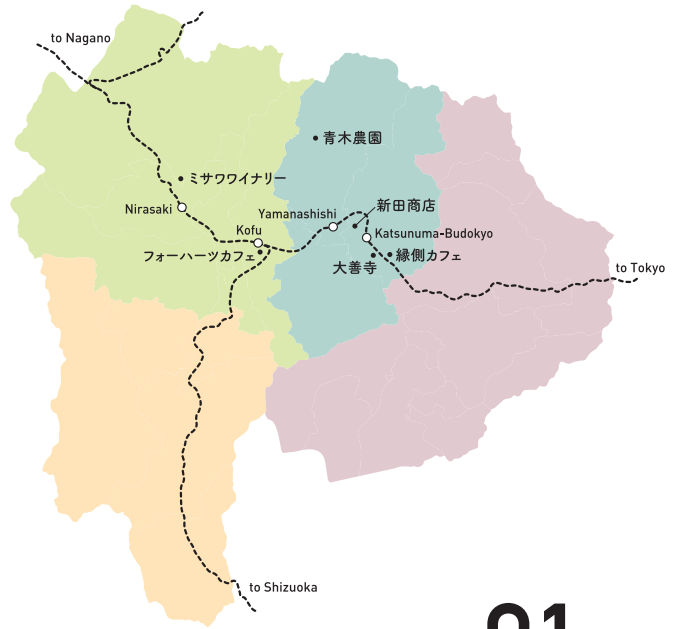 to Nagano
青木農園
ミサワワイナリー
Nirasaki
Yamanashishi
新田商店
Kofu
Katsunuma-Budokyo
フォーハーツカフェ
縁側カフェ
大善寺
to Tokyo
to Shizuoka